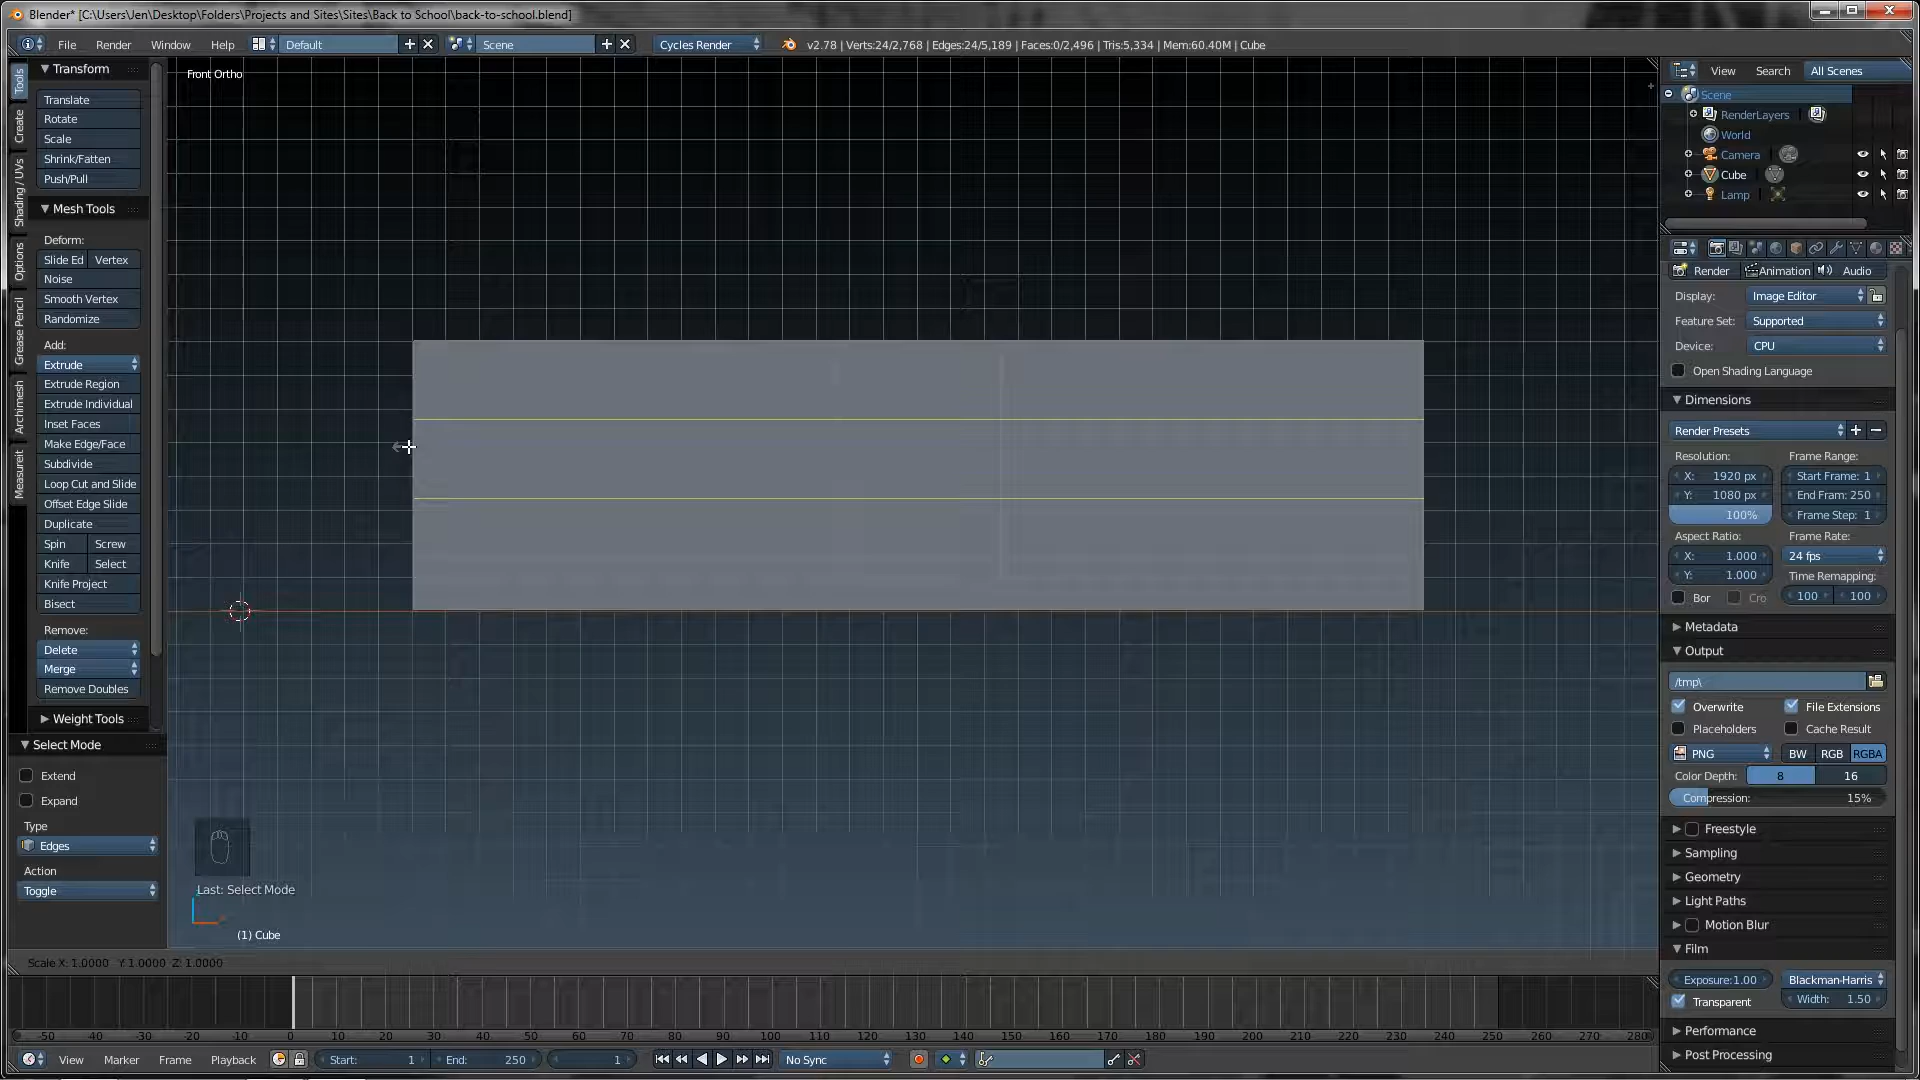 Blender* [C:\Users\Jen\Desktop\Folders\Projects and Sites\Sites\Back to School\back-to-school.blend]
File Render Window Help Default Scene Cycles Render v2.78 | Verts:24/2,768 | Edges:24/5,189 | Faces:0/2,496 | Tris:5,334 | Mem:60.40M | Cube
Transform
Translate
Rotate
Scale
Shrink/Fatten
Push/Pull
Mesh Tools
Deform:
Slide Ed Vertex
Noise
Smooth Vertex
Randomize
Add:
Extrude
Extrude Region
Extrude Individual
Inset Faces
Make Edge/Face
Subdivide
Loop Cut and Slide
Offset Edge Slide
Duplicate
Spin Screw
Knife Select
Knife Project
Bisect
Remove:
Delete
Merge
Remove Doubles
Weight Tools
Tools
Create
Shading / UVs
Options
Grease Pencil
Archimesh
Measureit
Select Mode
Extend
Expand
Type
Edges
Action
Toggle
Front Ortho
Last: Select Mode
(1) Cube
Scale X: 1.0000 Y: 1.0000 Z: 1.0000
View Search All Scenes
Scene
RenderLayers
World
Camera
Cube
Lamp
Render Animation Audio
Display: Image Editor
Feature Set: Supported
Device: CPU
Open Shading Language
Dimensions
Render Presets
Resolution: Frame Range:
X: 1920 px Start Frame: 1
Y: 1080 px End Fram: 250
100% Frame Step: 1
Aspect Ratio: Frame Rate:
X: 1.000 24 fps
Y: 1.000 Time Remapping:
Bor Cro 100 100
Metadata
Output
/tmp\
Overwrite File Extensions
Placeholders Cache Result
PNG BW RGB RGBA
Color Depth: 8 16
Compression: 15%
Freestyle
Sampling
Geometry
Light Paths
Motion Blur
Film
Exposure:1.00 Blackman-Harris
Transparent Width: 1.50
Performance
Post Processing
-50 -40 -30 -20 -10 0 10 20 30 40 50 60 70 80 90 100 110 120 130 140 150 160 170 180 190 200 210 220 230 240 250 260 270 280
View Marker Frame Playback Start: 1 End: 250 1 No Sync